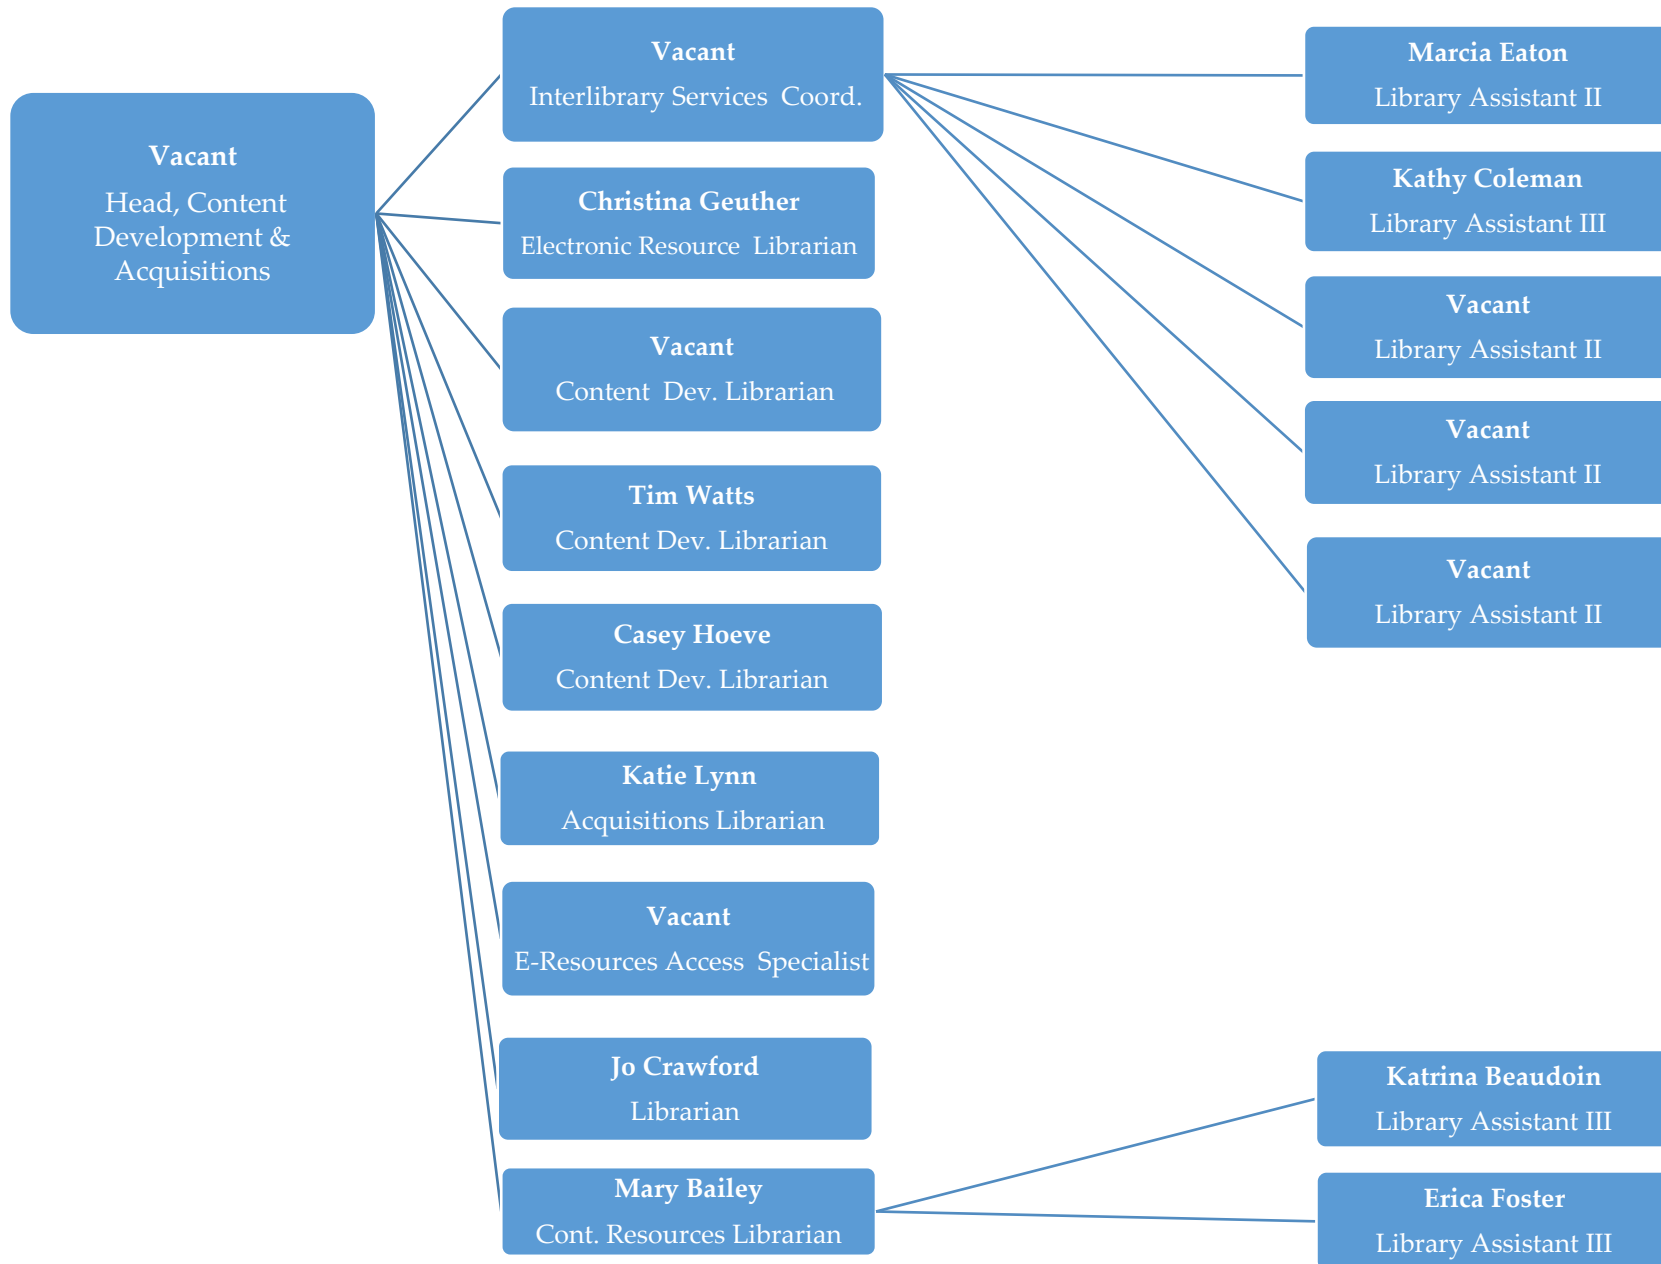 Vacant
Head, Content
Development &
Acquisitions
Vacant
Interlibrary Services Coord.
Christina Geuther
Electronic Resource Librarian
Vacant
Content Dev. Librarian
Tim Watts
Content Dev. Librarian
Casey Hoeve
Content Dev. Librarian
Katie Lynn
Acquisitions Librarian
Vacant
E-Resources Access Specialist
Jo Crawford
Librarian
Mary Bailey
Cont. Resources Librarian
Marcia Eaton
Library Assistant II
Kathy Coleman
Library Assistant III
Vacant
Library Assistant II
Vacant
Library Assistant II
Vacant
Library Assistant II
Katrina Beaudoin
Library Assistant III
Erica Foster
Library Assistant III